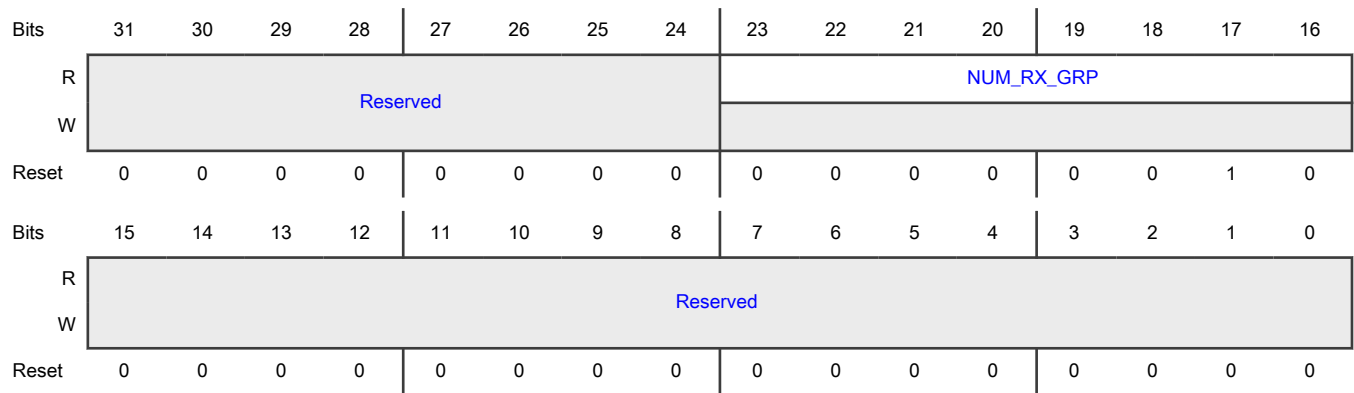 Bits 31 30 29 28 27 26 25 24 23 22 21 20 19 18 17 16
R Reserved NUM_RX_GRP
W
Reset 0 0 0 0 0 0 0 0 0 0 0 0 0 0 1 0
Bits 15 14 13 12 11 10 9 8 7 6 5 4 3 2 1 0
R Reserved
W
Reset 0 0 0 0 0 0 0 0 0 0 0 0 0 0 0 0